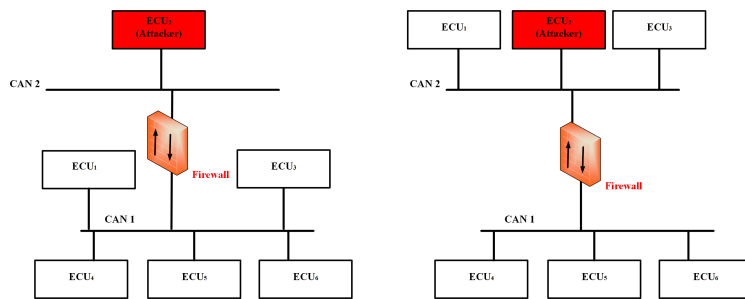 ECU₂
(Attacker)
CAN 2
ECU₁
ECU₃
Firewall
CAN 1
ECU₄
ECU₅
ECU₆
ECU₁
ECU₂
(Attacker)
ECU₃
CAN 2
Firewall
CAN 1
ECU₄
ECU₅
ECU₆